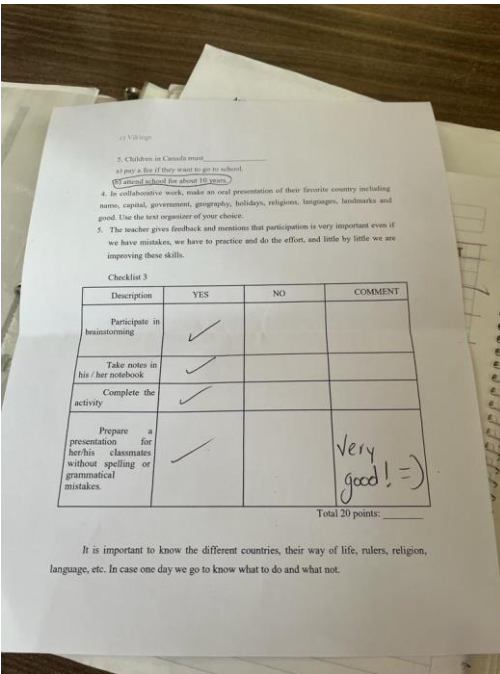 c) Vikings
5. Children in Canada must
a) pay a fee if they want to go to school.
b) attend school for about 10 years.
4. In collaborative work, make an oral presentation of their favorite country including
name, capital, government, geography, holidays, religions, languages, landmarks and
good. Use the text organizer of your choice.
5. The teacher gives feedback and mentions that participation is very important even if
we have mistakes, we have to practice and do the effort, and little by little we are
improving these skills.
Checklist 3
Description YES NO COMMENT
Participate in
brainstorming
Take notes in
his / her notebook
Complete the
activity
Prepare a
presentation for
her/his classmates
without spelling or
grammatical
mistakes.
Very
good! =)
Total 20 points:
It is important to know the different countries, their way of life, rulers, religion,
language, etc. In case one day we go to know what to do and what not.